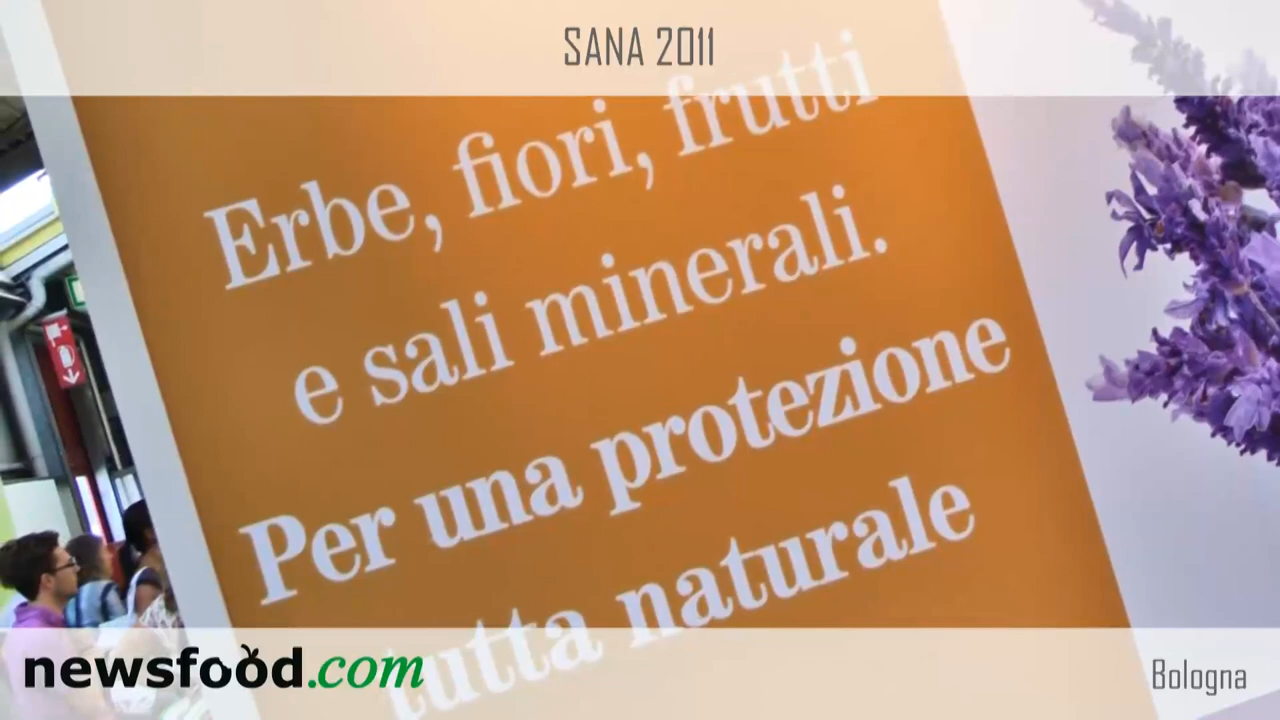 SANA 2011
Erbe, fiori, frutti
e sali minerali.
Per una protezione
tutta naturale
newsfood.com
Bologna